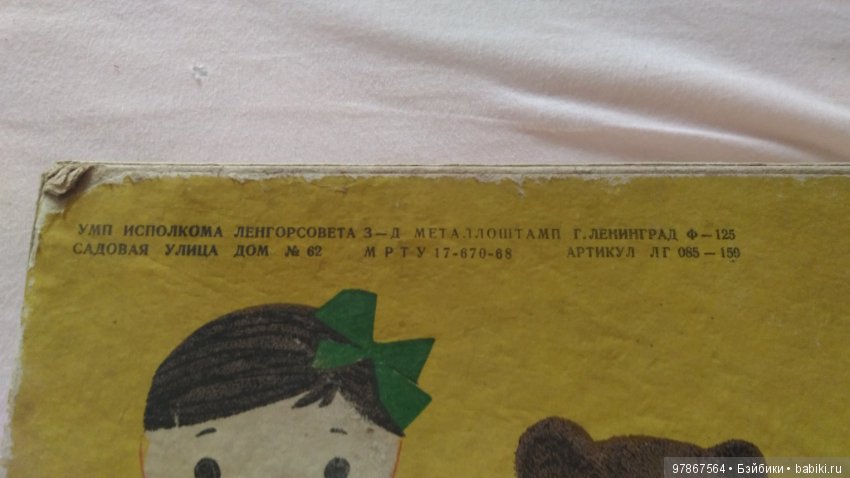 УМП ИСПОЛКОМА ЛЕНГОРСОВЕТА З—Д МЕТАЛЛОШТАМП Г. ЛЕНИНГРАД Ф—125
САДОВАЯ УЛИЦА ДОМ № 62 МРТУ 17-670-68 АРТИКУЛ ЛГ 085—159
97867564 • Бэйбики • babiki.ru